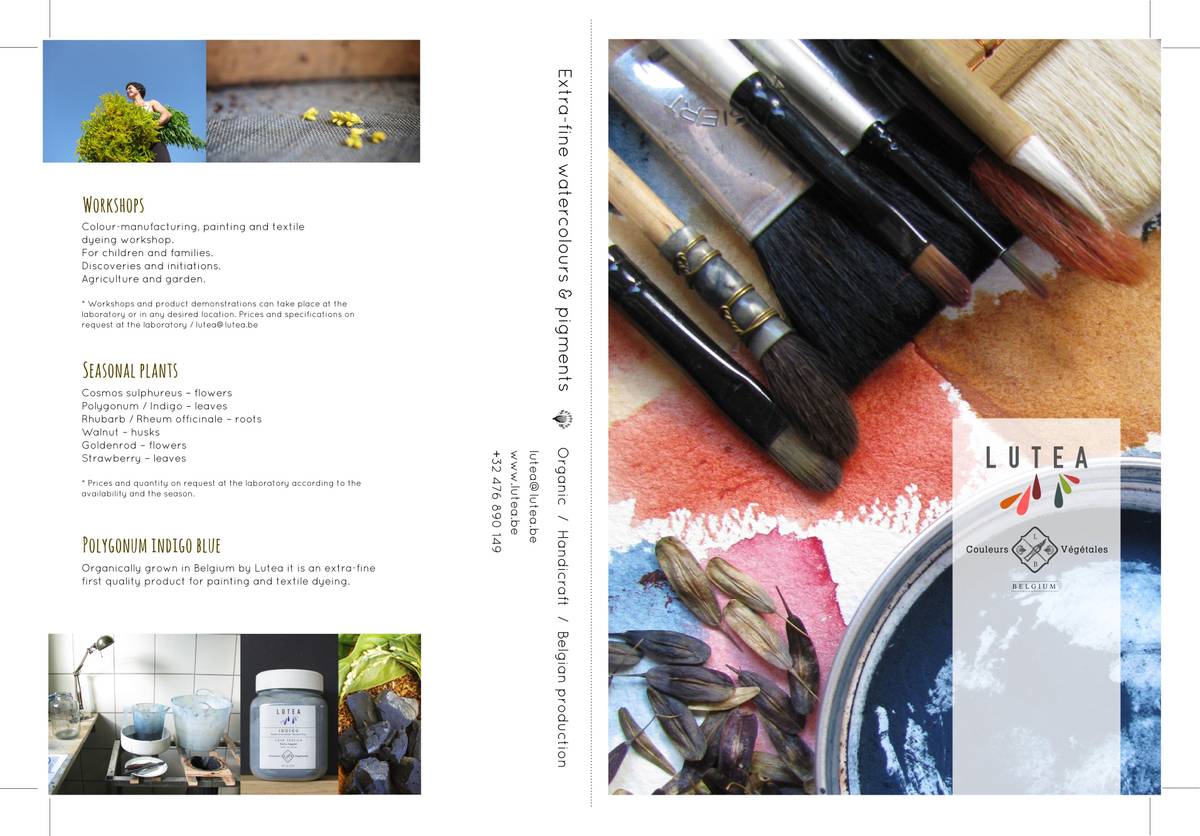 Workshops
Colour-manufacturing, painting and textile
dyeing workshop.
For children and families.
Discoveries and initiations.
Agriculture and garden.
* Workshops and product demonstrations can take place at the
laboratory or in any desired location. Prices and specifications on
request at the laboratory / lutea@lutea.be
Seasonal plants
Cosmos sulphureus – flowers
Polygonum / Indigo – leaves
Rhubarb / Rheum officinale – roots
Walnut – husks
Goldenrod – flowers
Strawberry – leaves
* Prices and quantity on request at the laboratory according to the
availability and the season.
Polygonum indigo blue
Organically grown in Belgium by Lutea it is an extra-fine
first quality product for painting and textile dyeing.
LUTEA
INDIGO
Extra-fine watercolours & pigments
Organic / Handicraft / Belgian production
lutea@lutea.be
www.lutea.be
+32 476 890 149
LUTEA
Couleurs L B Végétales
BELGIUM